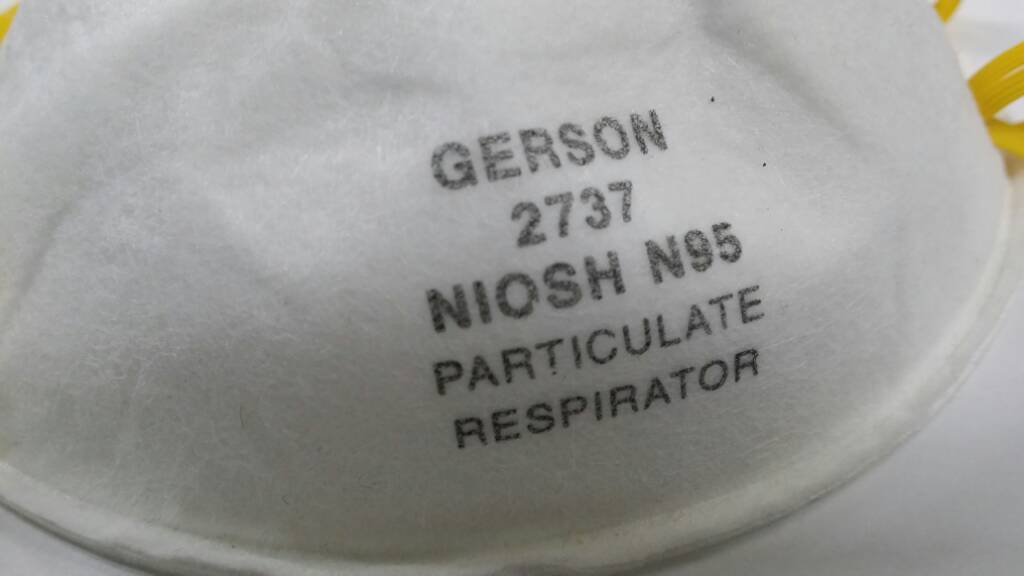 GERSON
2737
NIOSH N95
PARTICULATE
RESPIRATOR